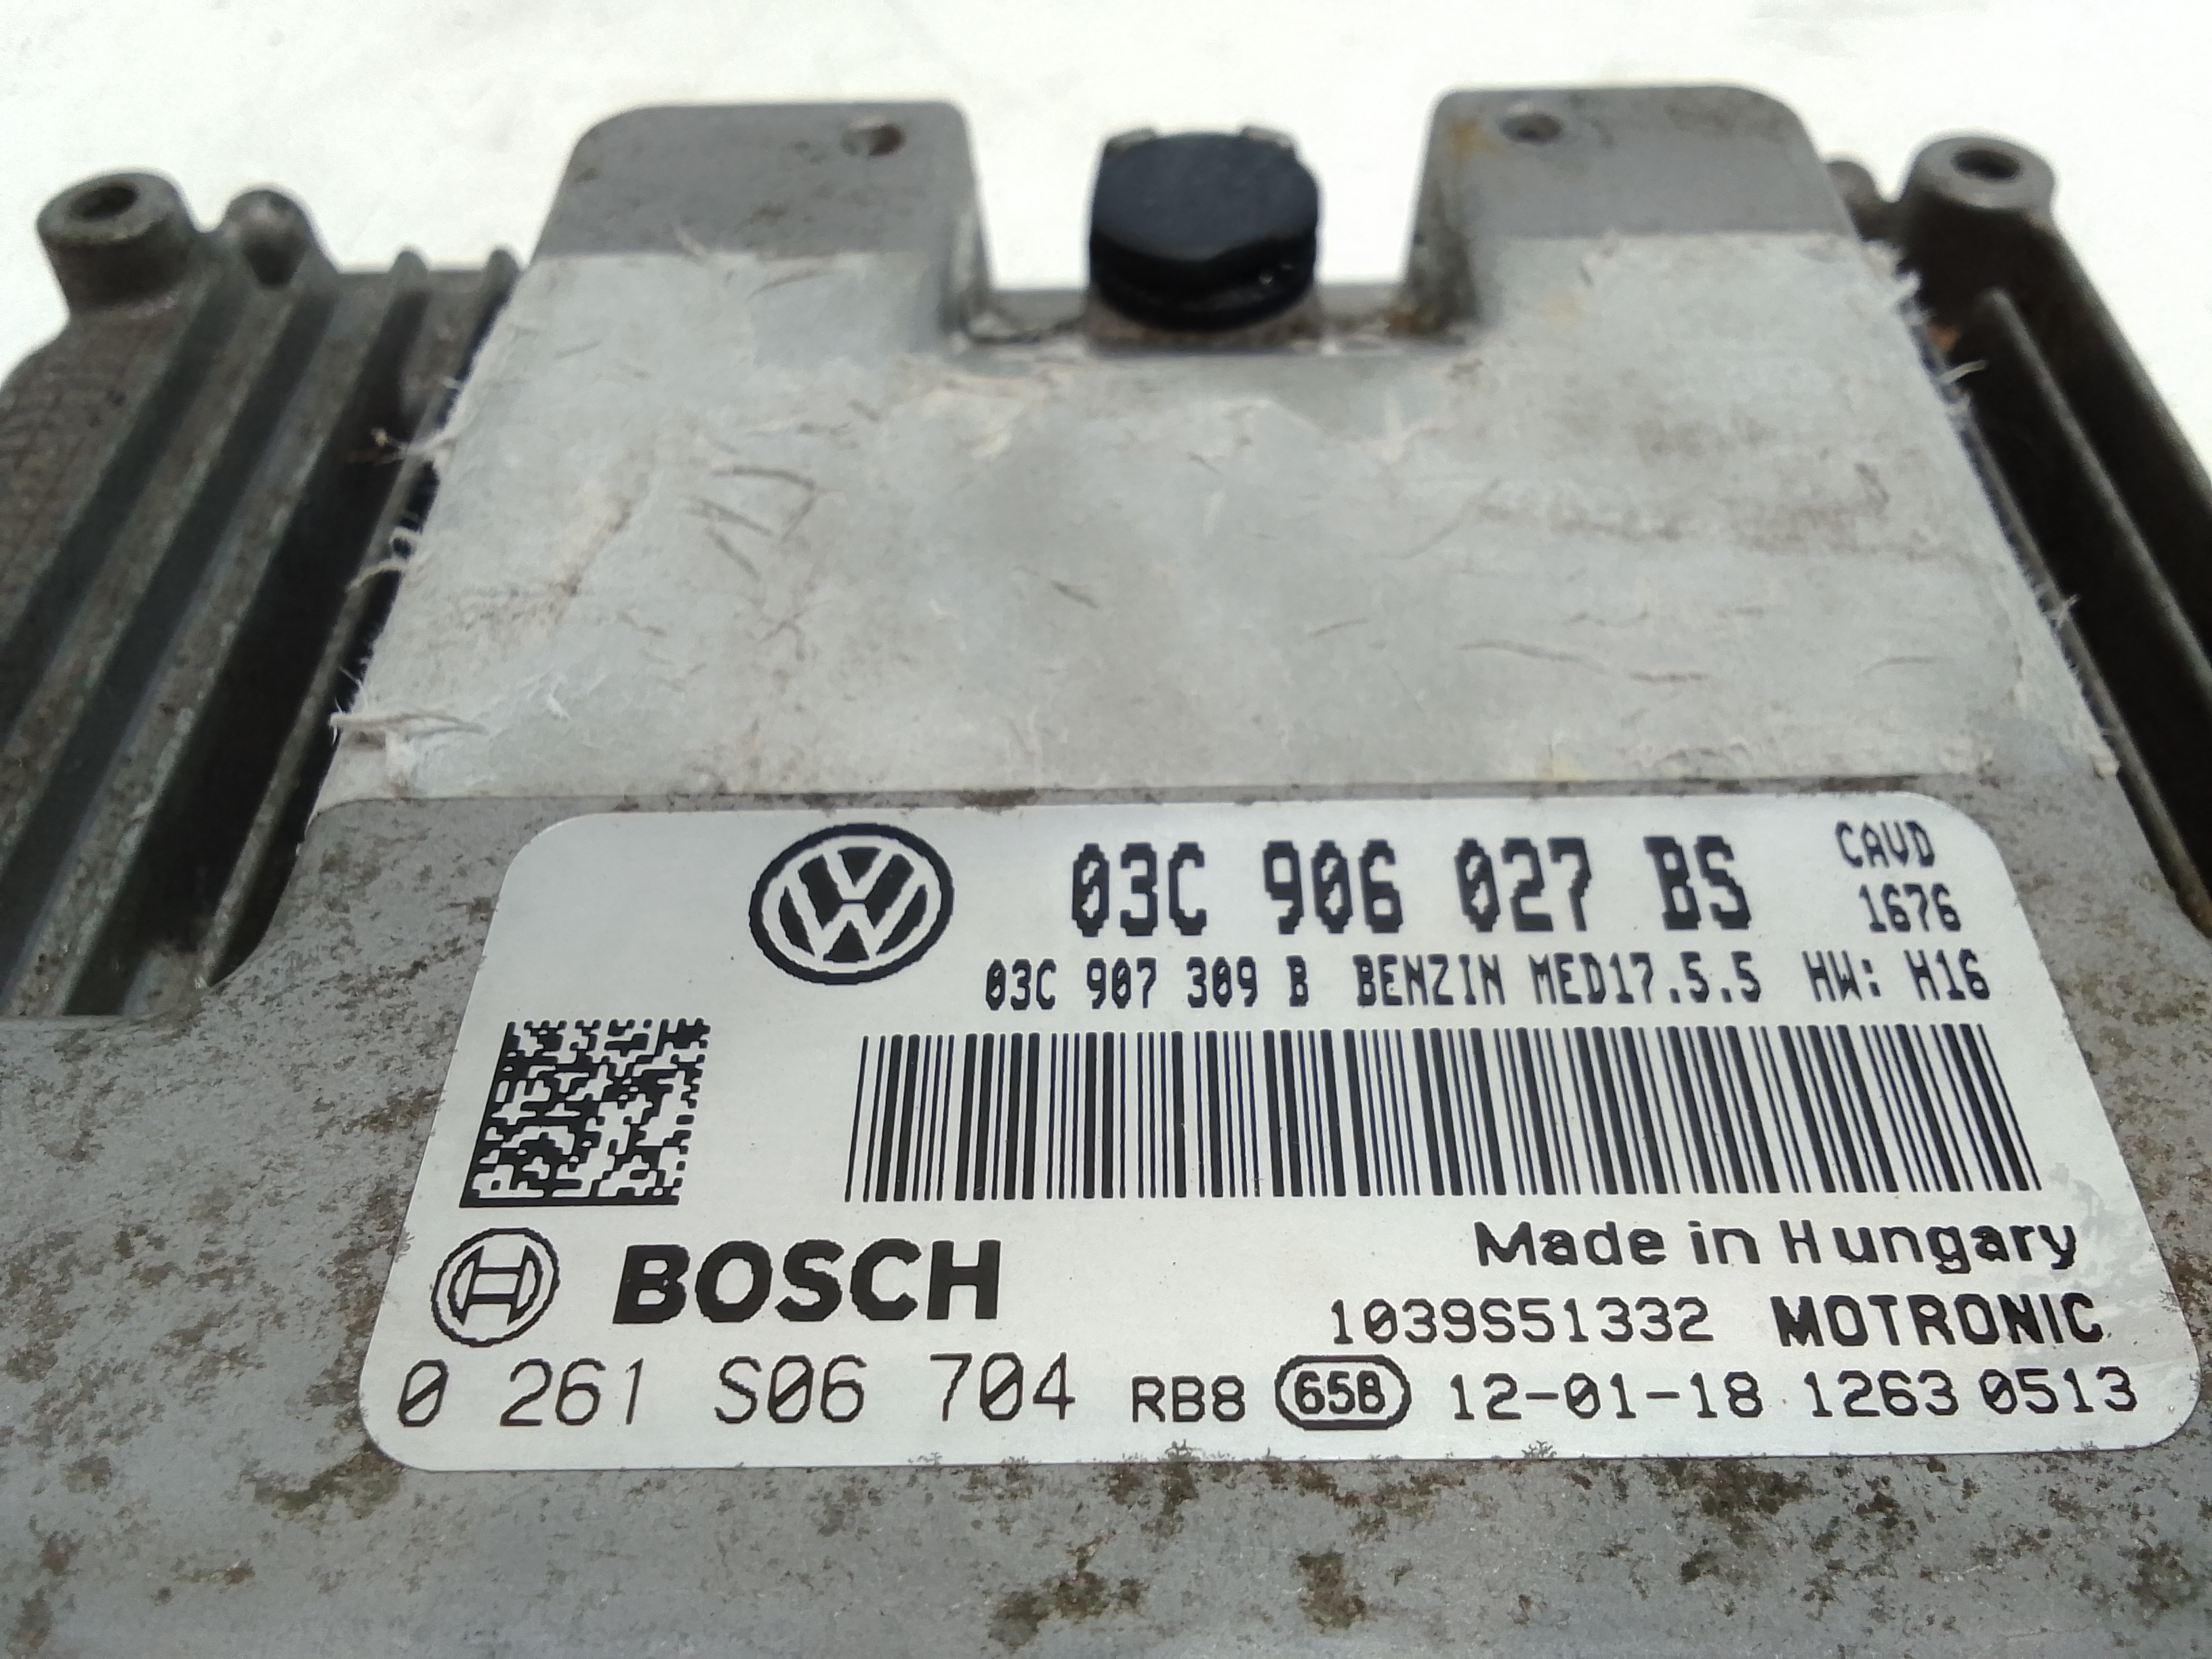 03C 906 027 BS
CAVD
1676
03C 907 309 B BENZIN MED17.5.5 HW: H16
Made in Hungary
BOSCH
1039S51332 MOTRONIC
0 261 S06 704 RB8 658 12-01-18 1263 0513